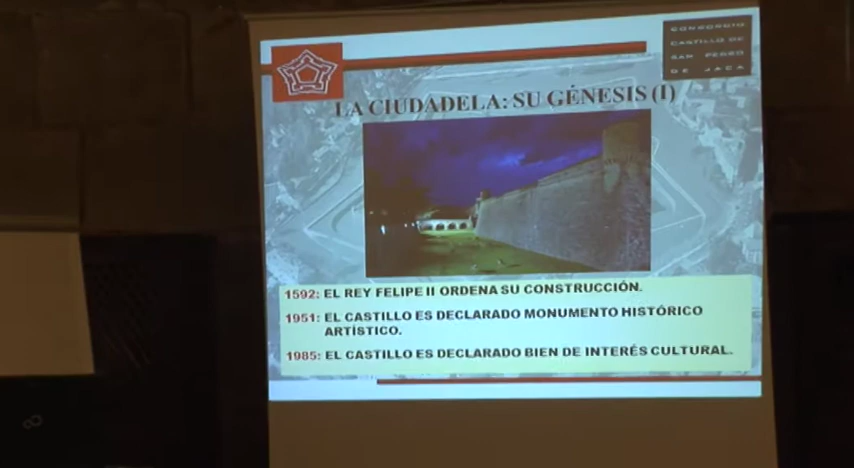 CONSORCIO
CASTILLO DE
SAN PEDRO
DE JACA
LA CIUDADELA: SU GÉNESIS (I)
1592: EL REY FELIPE II ORDENA SU CONSTRUCCIÓN.
1951: EL CASTILLO ES DECLARADO MONUMENTO HISTÓRICO
ARTÍSTICO.
1985: EL CASTILLO ES DECLARADO BIEN DE INTERÉS CULTURAL.